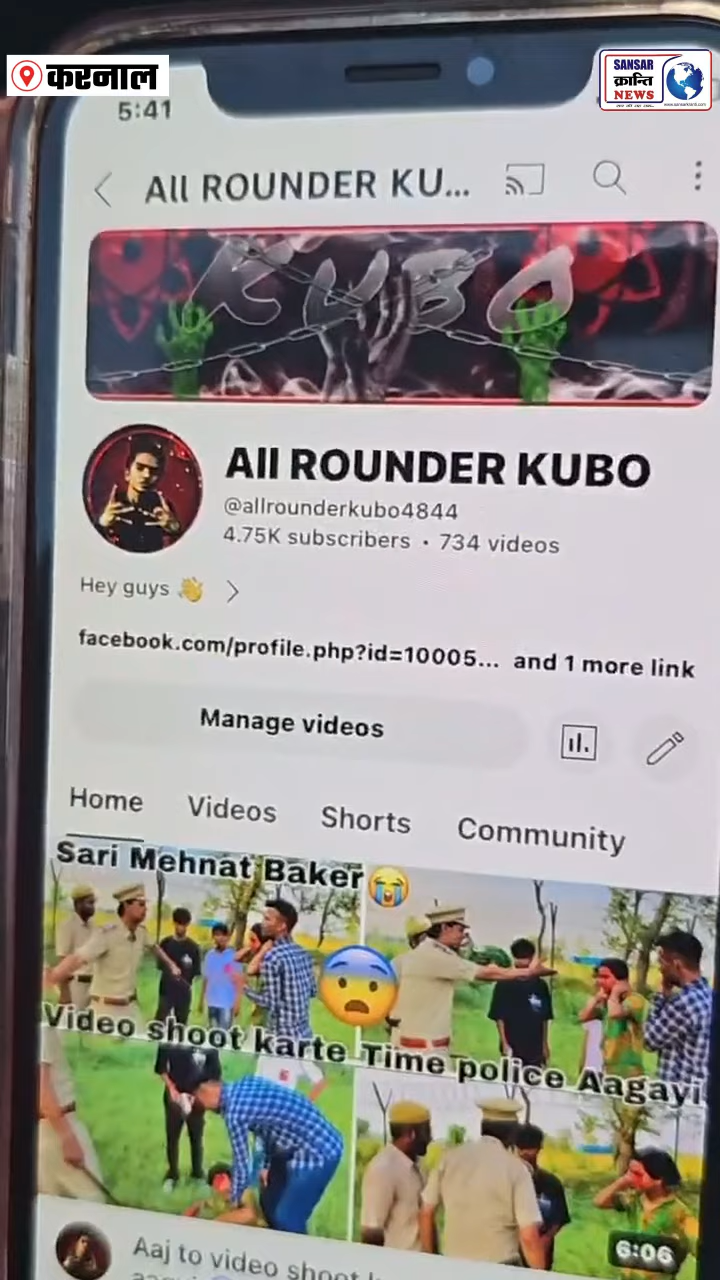 करनाल
SANSAR
क्रान्ति
NEWS
5:41
All ROUNDER KU...
KUBO
All ROUNDER KUBO
@allrounderkubo4844
4.75K subscribers • 734 videos
Hey guys 👋 >
facebook.com/profile.php?id=10005... and 1 more link
Manage videos
Home Videos Shorts Community
Sari Mehnat Baker 😭
Video shoot karte Time police Aagayi
6:06
Aaj to video shoot